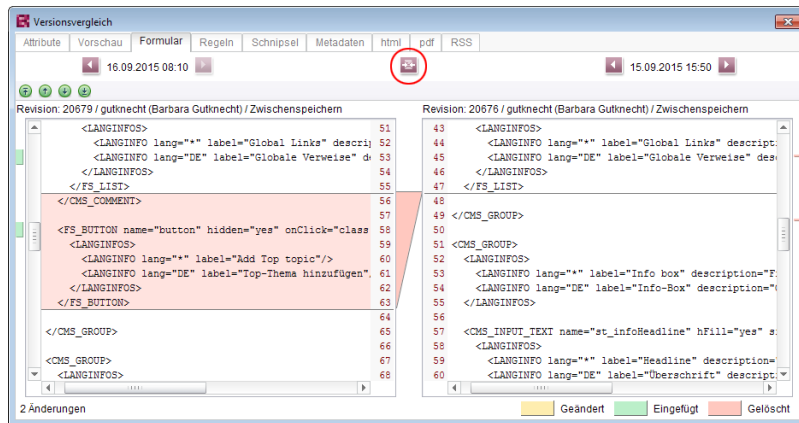 Versionsvergleich
Attribute Vorschau Formular Regeln Schnipsel Metadaten html pdf RSS
16.09.2015 08:10
15.09.2015 15:50
Revision: 20679 / gutknecht (Barbara Gutknecht) / Zwischenspeichern
<LANGINFOS> 51
<LANGINFO lang="*" label="Global Links" descrip 52
<LANGINFO lang="DE" label="Globale Verweise" d 53
</LANGINFOS> 54
</FS_LIST> 55
</CMS_COMMENT> 56
57
<FS_BUTTON name="button" hidden="yes" onClick="class 58
<LANGINFOS> 59
<LANGINFO lang="*" label="Add Top topic"/> 60
<LANGINFO lang="DE" label="Top-Thema hinzufügen" 61
</LANGINFOS> 62
</FS_BUTTON> 63
64
</CMS_GROUP> 65
66
<CMS_GROUP> 67
<LANGINFOS> 68
Revision: 20676 / gutknecht (Barbara Gutknecht) / Zwischenspeichern
43 <LANGINFOS>
44 <LANGINFO lang="*" label="Global Links" descript
45 <LANGINFO lang="DE" label="Globale Verweise" des
46 </LANGINFOS>
47 </FS_LIST>
48
49 </CMS_GROUP>
50
51 <CMS_GROUP>
52 <LANGINFOS>
53 <LANGINFO lang="*" label="Info box" description="F
54 <LANGINFO lang="DE" label="Info-Box" description="
55 </LANGINFOS>
56
57 <CMS_INPUT_TEXT name="st_infoHeadline" hFill="yes" s
58 <LANGINFOS>
59 <LANGINFO lang="*" label="Headline" description=
60 <LANGINFO lang="DE" label="Überschrift" descript
2 Änderungen
Geändert Eingefügt Gelöscht